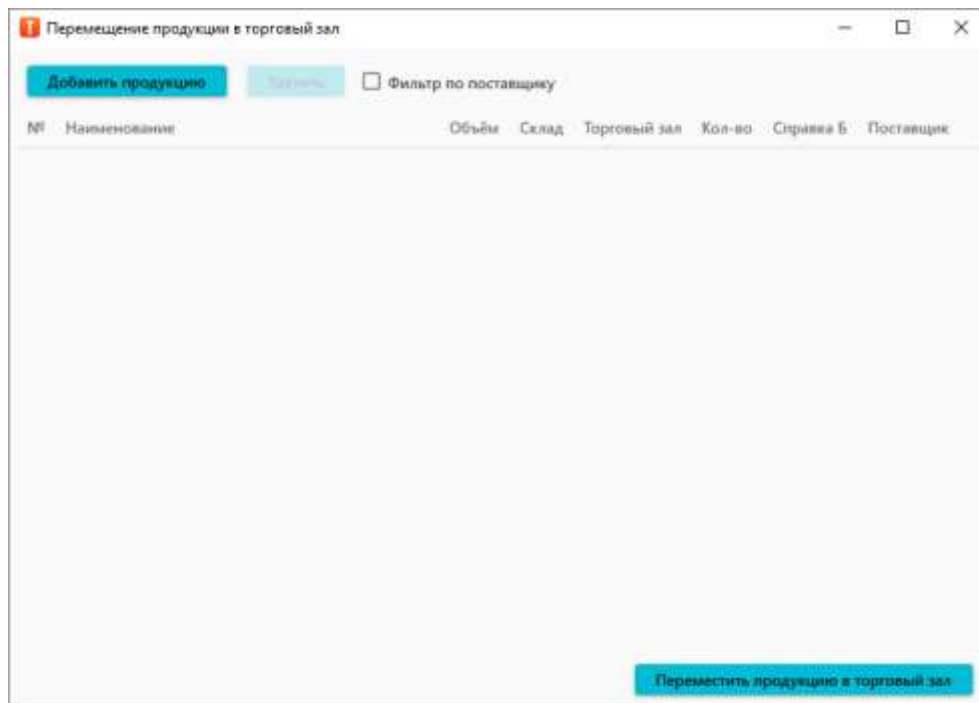 Перемещение продукции в торговый зал
Добавить продукцию
Фильтр по поставщику
№ Наименование Объём Склад Торговый зал Кол-во Справка Б Поставщик
Переместить продукцию в торговый зал